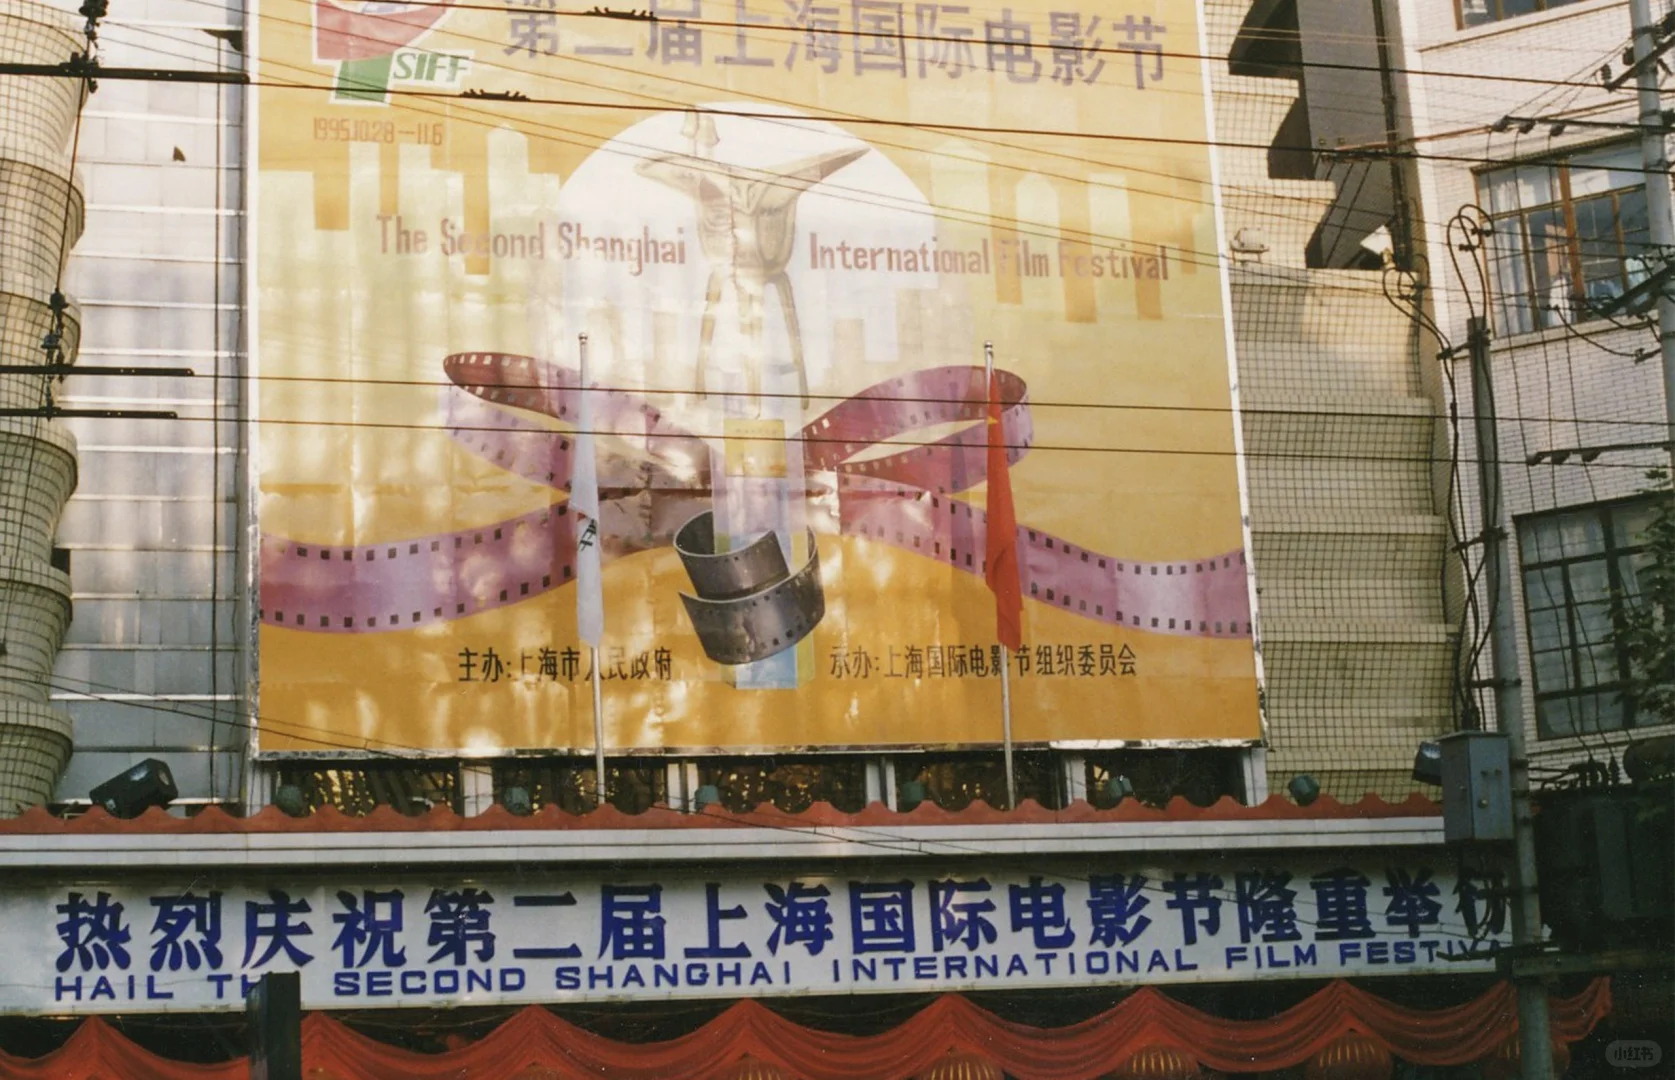 SIFF
第二届上海国际电影节
1995.10.28—11.6
The Second Shanghai International Film Festival
主办:上海市人民政府
承办:上海国际电影节组织委员会
热烈庆祝第二届上海国际电影节隆重举行
HAIL THE SECOND SHANGHAI INTERNATIONAL FILM FESTIVAL
小红书